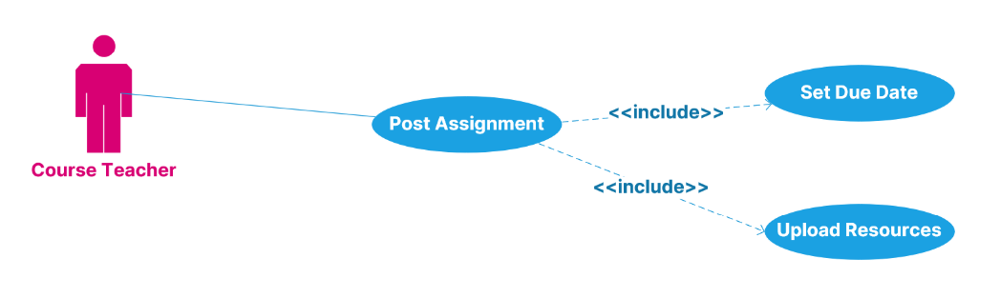 Set Due Date
<<include>>
Post Assignment
Course Teacher
<<include>>
Upload Resources